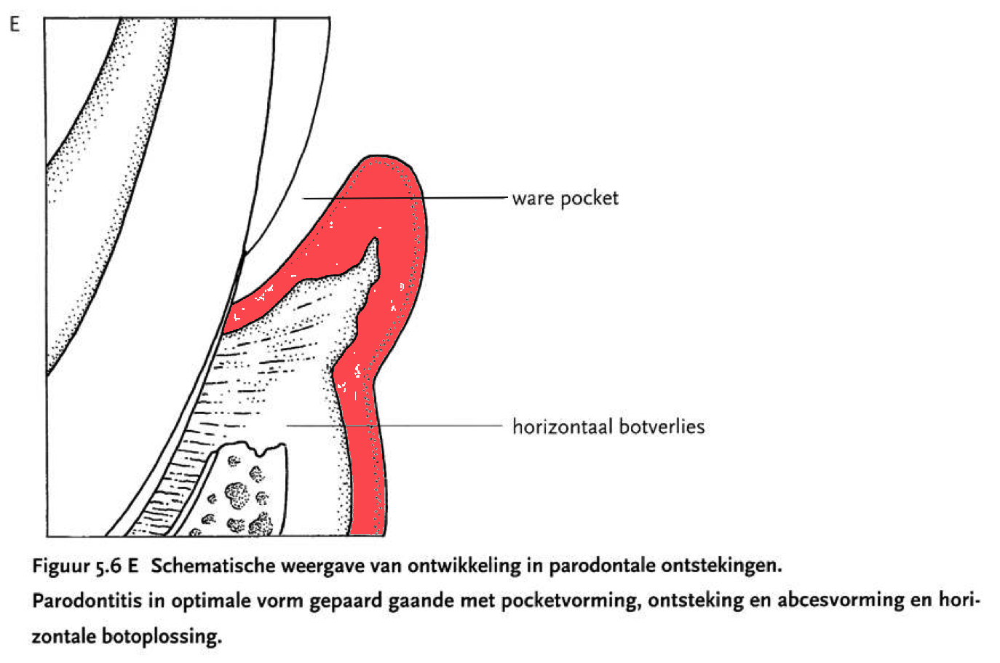 E
ware pocket
horizontaal botverlies
Figuur 5.6 E Schematische weergave van ontwikkeling in parodontale ontstekingen.
Parodontitis in optimale vorm gepaard gaande met pocketvorming, ontsteking en abcesvorming en hori-
zontale botoplossing.